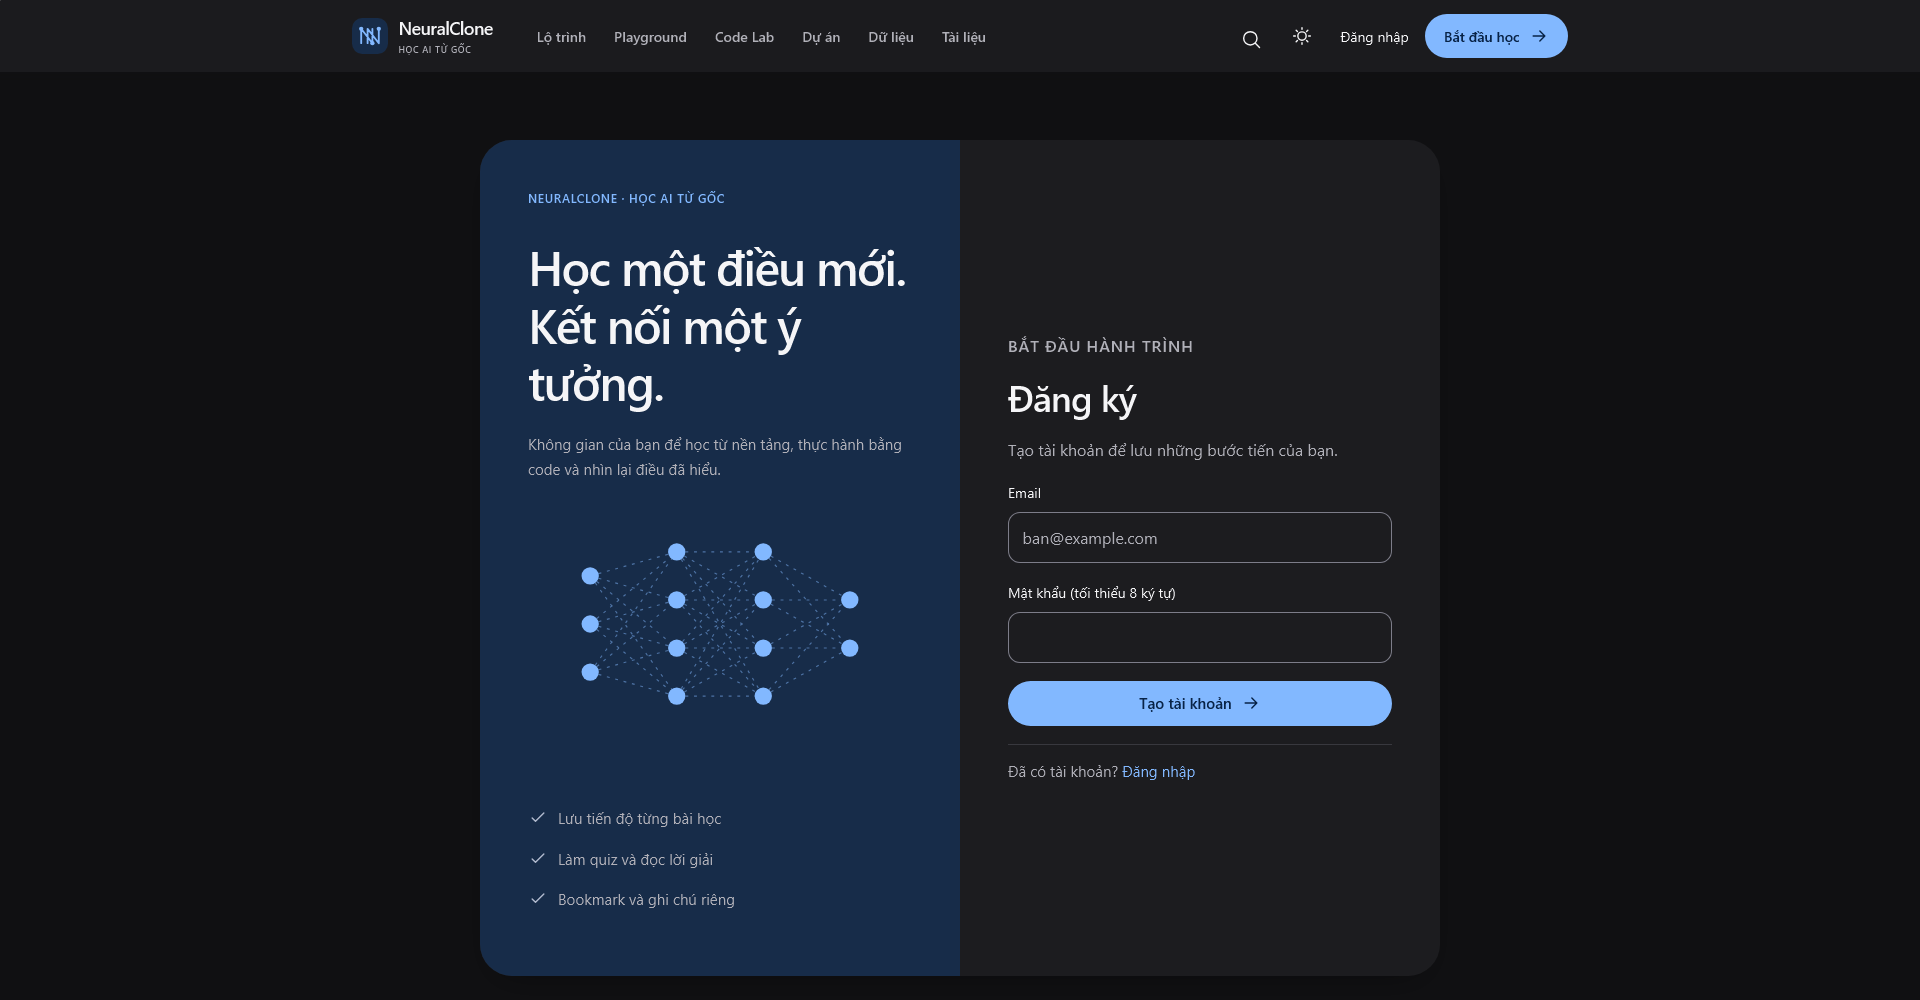 NeuralClone
HỌC AI TỪ GỐC
Lộ trình
Playground
Code Lab
Dự án
Dữ liệu
Tài liệu
Đăng nhập
Bắt đầu học
NEURALCLONE · HỌC AI TỪ GỐC
Học một điều mới.
Kết nối một ý
tưởng.
Không gian của bạn để học từ nền tảng, thực hành bằng
code và nhìn lại điều đã hiểu.
Lưu tiến độ từng bài học
Làm quiz và đọc lời giải
Bookmark và ghi chú riêng
BẮT ĐẦU HÀNH TRÌNH
Đăng ký
Tạo tài khoản để lưu những bước tiến của bạn.
Email
ban@example.com
Mật khẩu (tối thiểu 8 ký tự)
Tạo tài khoản
Đã có tài khoản? Đăng nhập